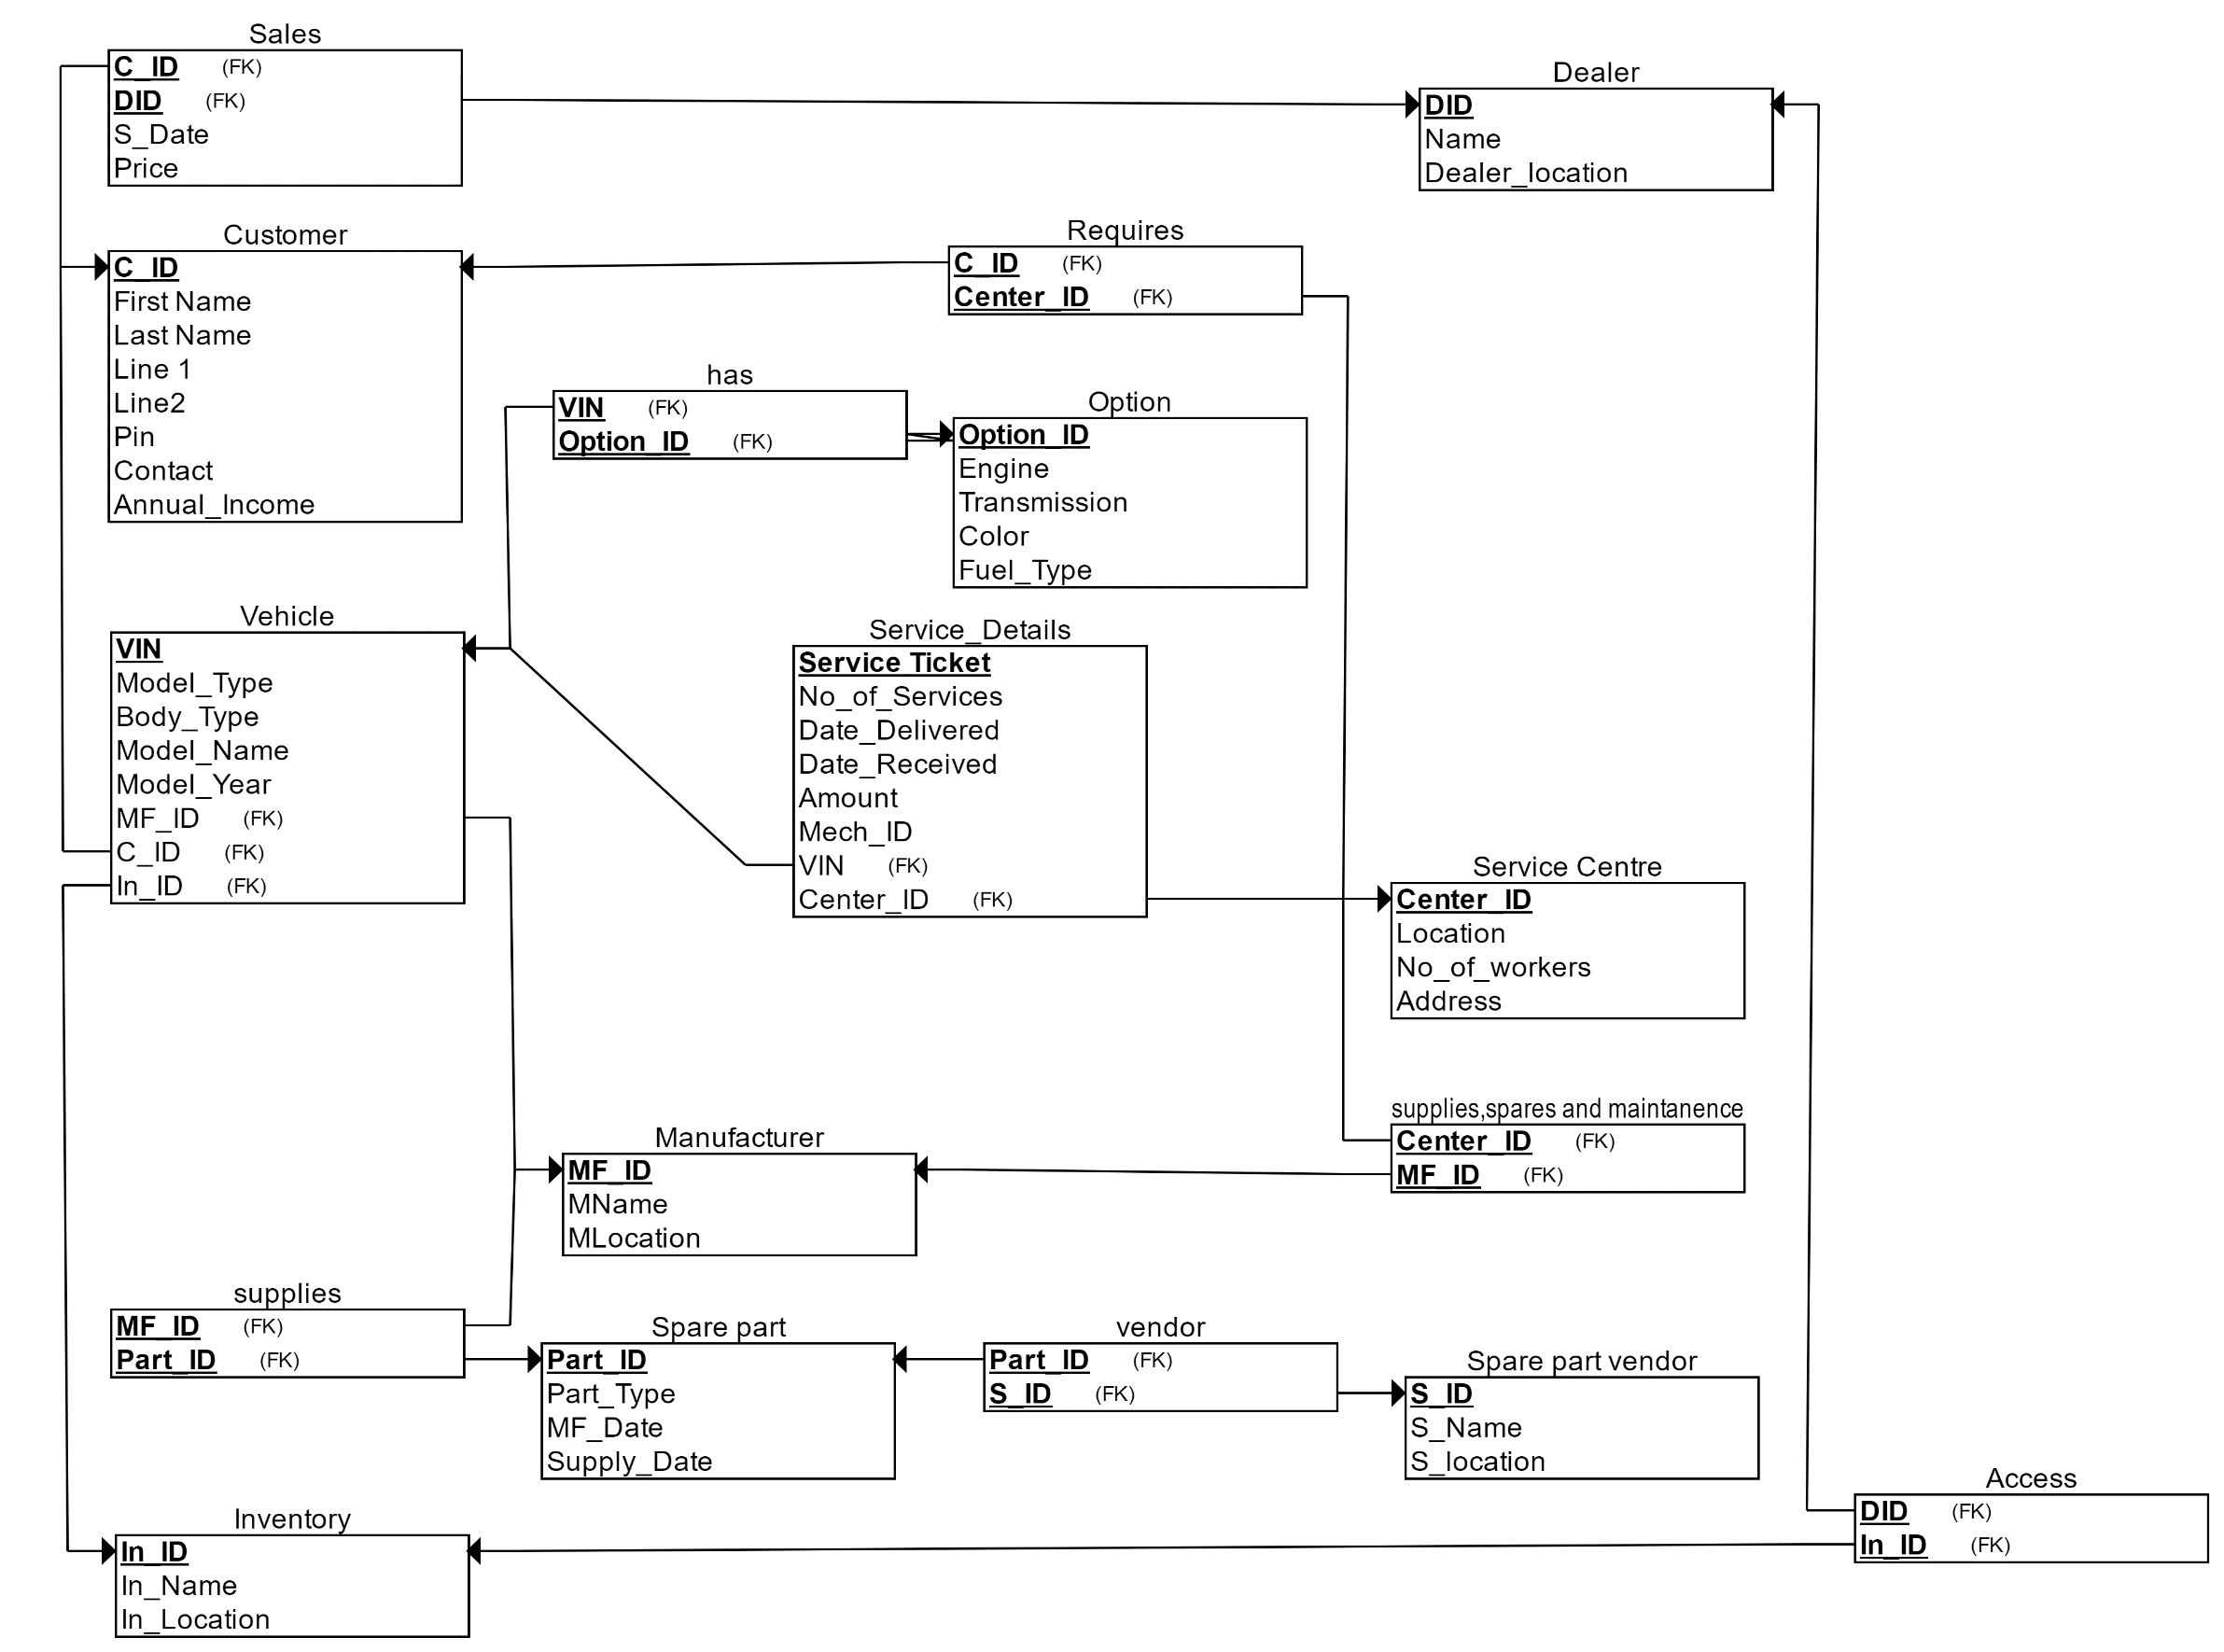 Sales
C_ID (FK)
DID (FK)
S_Date
Price
Dealer
DID
Name
Dealer_location
Customer
C_ID
First Name
Last Name
Line 1
Line2
Pin
Contact
Annual_Income
Requires
C_ID (FK)
Center_ID (FK)
has
VIN (FK)
Option_ID (FK)
Option
Option_ID
Engine
Transmission
Color
Fuel_Type
Vehicle
VIN
Model_Type
Body_Type
Model_Name
Model_Year
MF_ID (FK)
C_ID (FK)
In_ID (FK)
Service_Details
Service Ticket
No_of_Services
Date_Delivered
Date_Received
Amount
Mech_ID
VIN (FK)
Center_ID (FK)
Service Centre
Center_ID
Location
No_of_workers
Address
supplies,spares and maintanence
Center_ID (FK)
MF_ID (FK)
Manufacturer
MF_ID
MName
MLocation
supplies
MF_ID (FK)
Part_ID (FK)
Spare part
Part_ID
Part_Type
MF_Date
Supply_Date
vendor
Part_ID (FK)
S_ID (FK)
Spare part vendor
S_ID
S_Name
S_location
Access
DID (FK)
In_ID (FK)
Inventory
In_ID
In_Name
In_Location